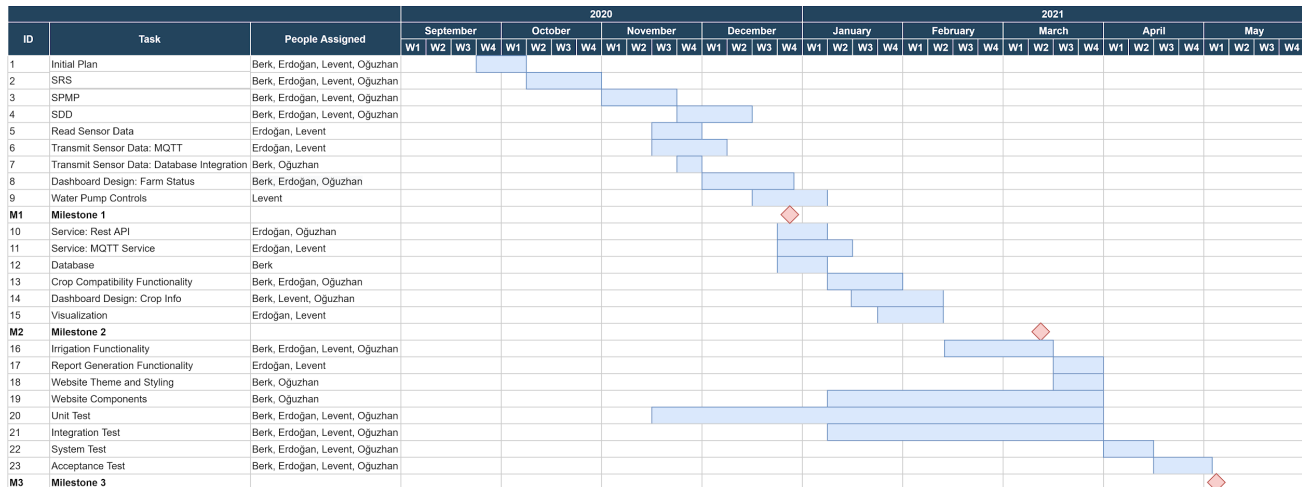 2020 2021
ID Task People Assigned September October November December January February March April May
W1 W2 W3 W4 W1 W2 W3 W4 W1 W2 W3 W4 W1 W2 W3 W4 W1 W2 W3 W4 W1 W2 W3 W4 W1 W2 W3 W4 W1 W2 W3 W4 W1 W2 W3 W4
1 Initial Plan Berk, Erdoğan, Levent, Oğuzhan
2 SRS Berk, Erdoğan, Levent, Oğuzhan
3 SPMP Berk, Erdoğan, Levent, Oğuzhan
4 SDD Berk, Erdoğan, Levent, Oğuzhan
5 Read Sensor Data Erdoğan, Levent
6 Transmit Sensor Data: MQTT Erdoğan, Levent
7 Transmit Sensor Data: Database Integration Berk, Oğuzhan
8 Dashboard Design: Farm Status Berk, Erdoğan, Oğuzhan
9 Water Pump Controls Levent
M1 Milestone 1
10 Service: Rest API Erdoğan, Oğuzhan
11 Service: MQTT Service Erdoğan, Levent
12 Database Berk
13 Crop Compatibility Functionality Berk, Erdoğan, Oğuzhan
14 Dashboard Design: Crop Info Berk, Levent, Oğuzhan
15 Visualization Erdoğan, Levent
M2 Milestone 2
16 Irrigation Functionality Berk, Erdoğan, Levent, Oğuzhan
17 Report Generation Functionality Erdoğan, Levent
18 Website Theme and Styling Berk, Oğuzhan
19 Website Components Berk, Oğuzhan
20 Unit Test Berk, Erdoğan, Levent, Oğuzhan
21 Integration Test Berk, Erdoğan, Levent, Oğuzhan
22 System Test Berk, Erdoğan, Levent, Oğuzhan
23 Acceptance Test Berk, Erdoğan, Levent, Oğuzhan
M3 Milestone 3